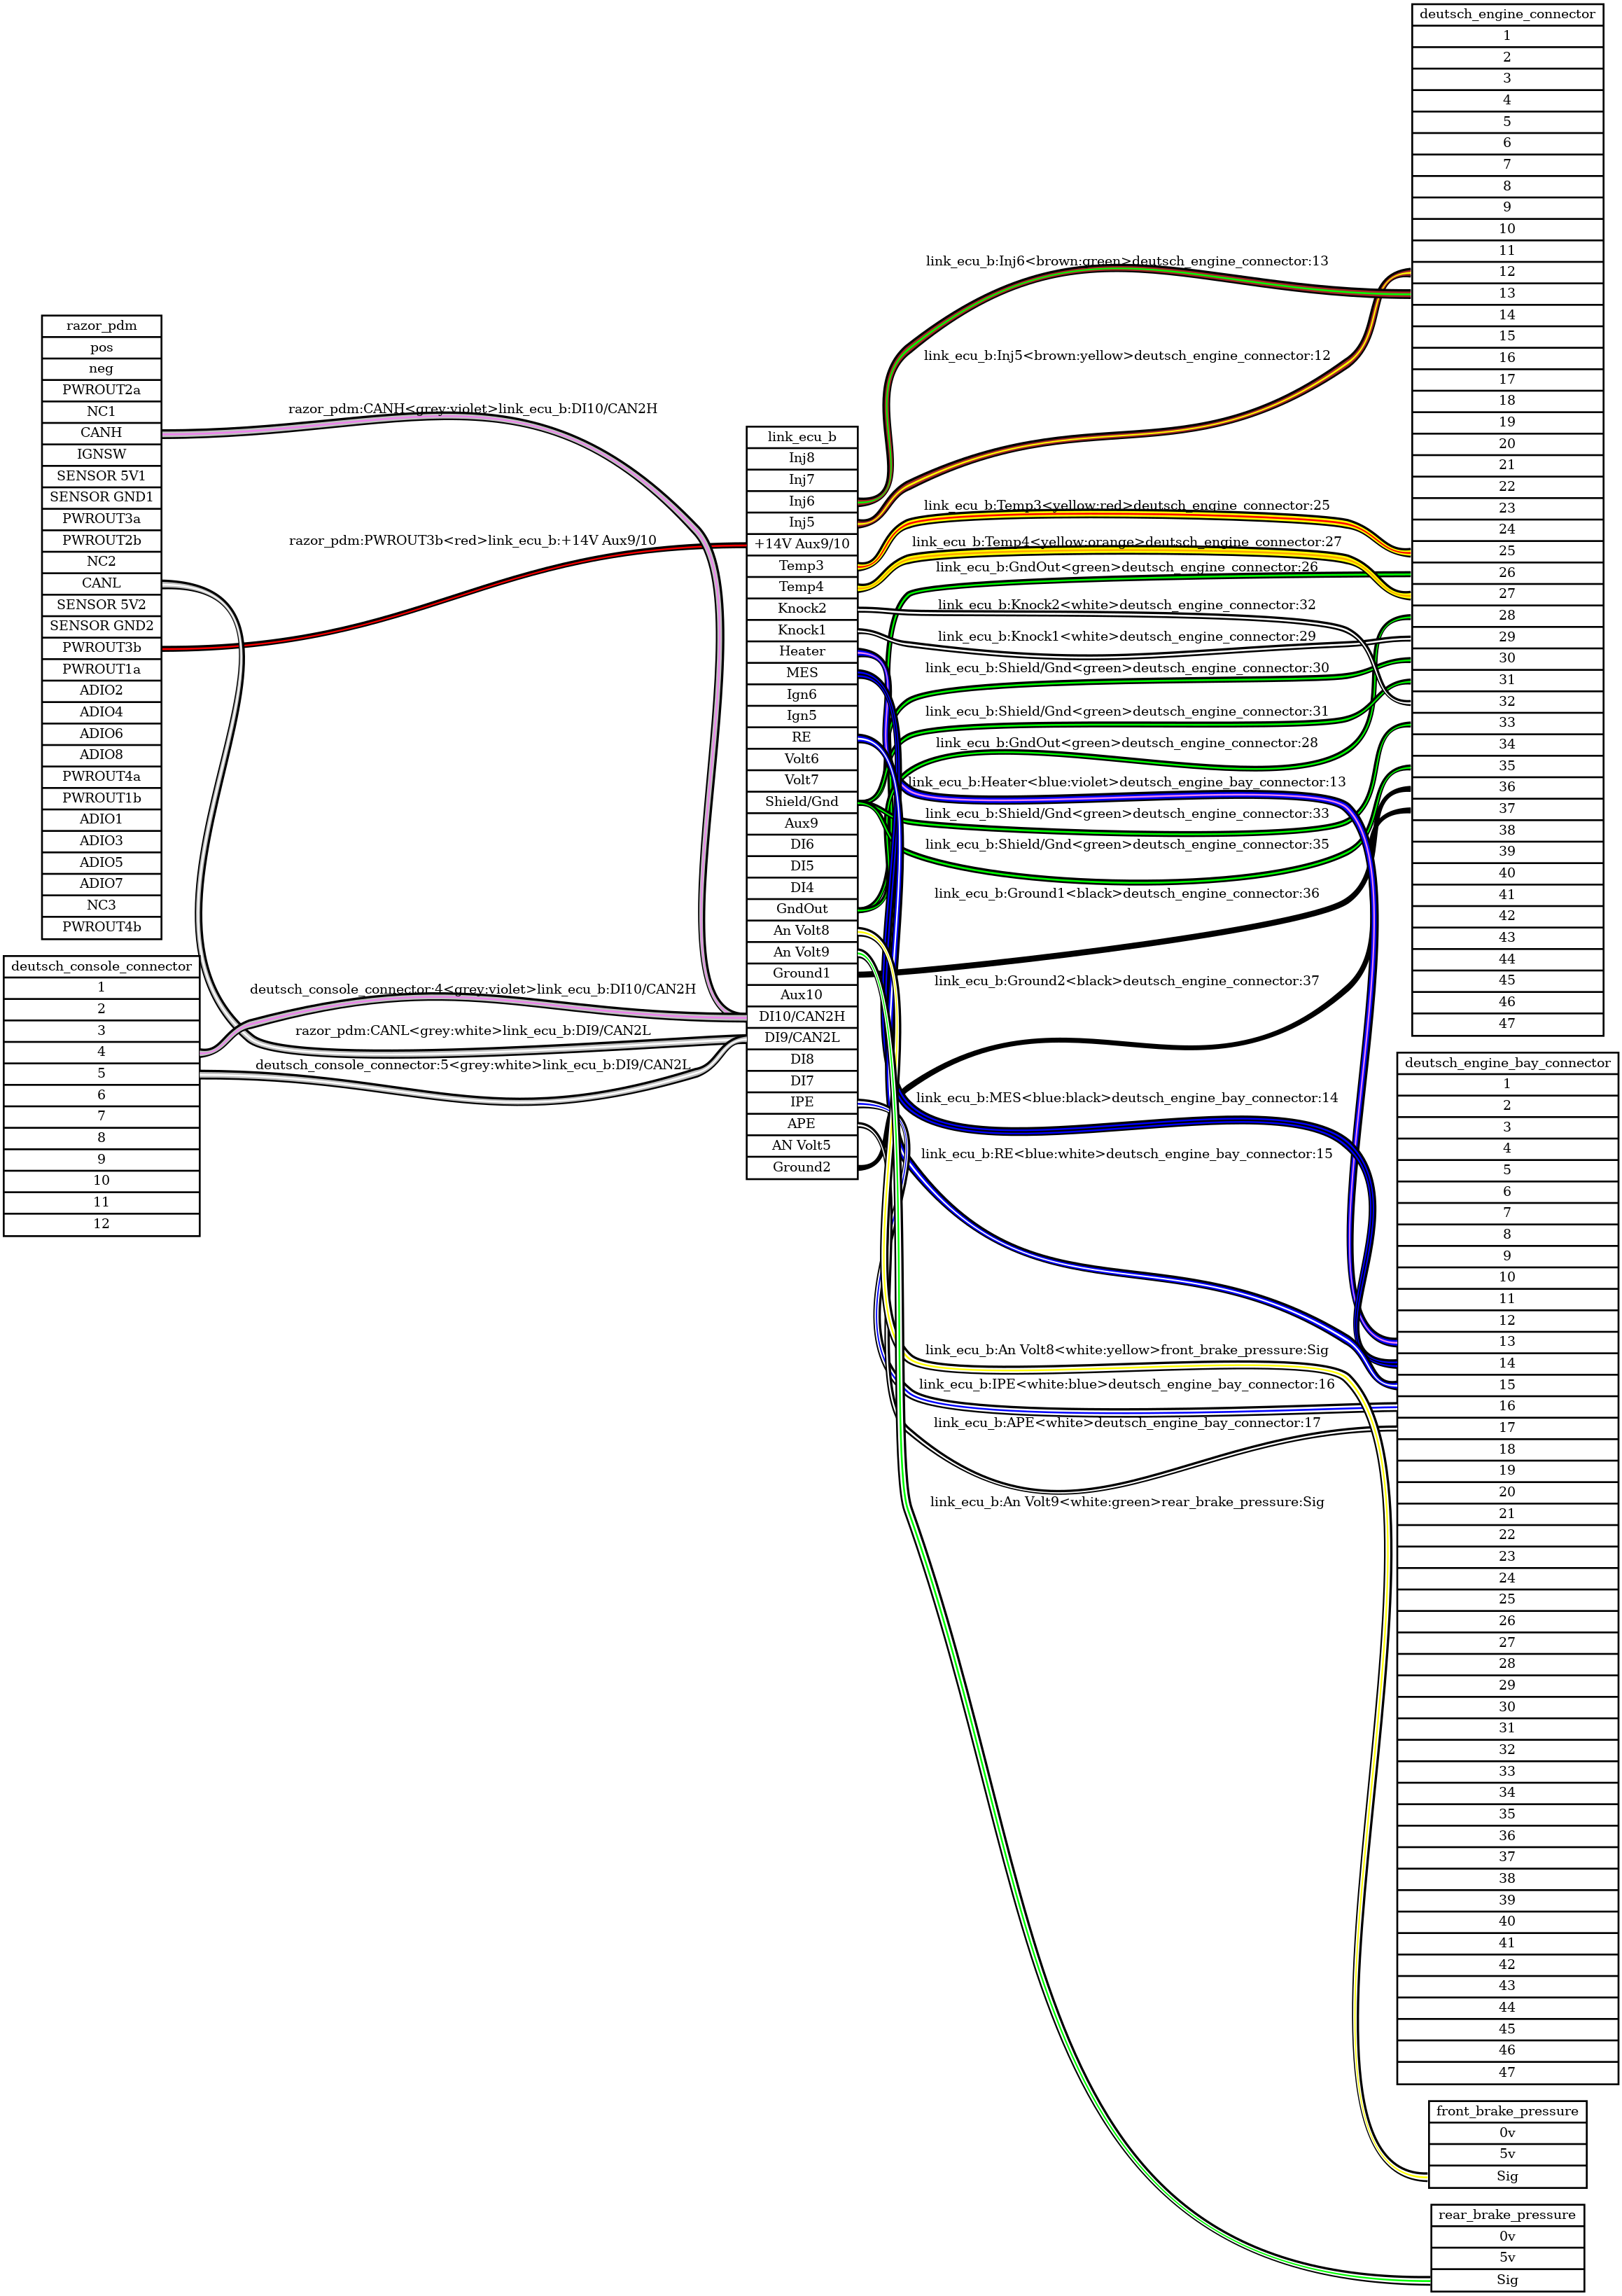 razor_pdm
pos
neg
PWROUT2a
NC1
CANH
IGNSW
SENSOR 5V1
SENSOR GND1
PWROUT3a
PWROUT2b
NC2
CANL
SENSOR 5V2
SENSOR GND2
PWROUT3b
PWROUT1a
ADIO2
ADIO4
ADIO6
ADIO8
PWROUT4a
PWROUT1b
ADIO1
ADIO3
ADIO5
ADIO7
NC3
PWROUT4b
deutsch_console_connector
1
2
3
4
5
6
7
8
9
10
11
12
razor_pdm:CANH<grey:violet>link_ecu_b:DI10/CAN2H
razor_pdm:PWROUT3b<red>link_ecu_b:+14V Aux9/10
deutsch_console_connector:4<grey:violet>link_ecu_b:DI10/CAN2H
razor_pdm:CANL<grey:white>link_ecu_b:DI9/CAN2L
deutsch_console_connector:5<grey:white>link_ecu_b:DI9/CAN2L
link_ecu_b
Inj8
Inj7
Inj6
Inj5
+14V Aux9/10
Temp3
Temp4
Knock2
Knock1
Heater
MES
Ign6
Ign5
RE
Volt6
Volt7
Shield/Gnd
Aux9
DI6
DI5
DI4
GndOut
An Volt8
An Volt9
Ground1
Aux10
DI10/CAN2H
DI9/CAN2L
DI8
DI7
IPE
APE
AN Volt5
Ground2
link_ecu_b:Inj6<brown:green>deutsch_engine_connector:13
link_ecu_b:Inj5<brown:yellow>deutsch_engine_connector:12
link_ecu_b:Temp3<yellow:red>deutsch_engine_connector:25
link_ecu_b:Temp4<yellow:orange>deutsch_engine_connector:27
link_ecu_b:GndOut<green>deutsch_engine_connector:26
link_ecu_b:Knock2<white>deutsch_engine_connector:32
link_ecu_b:Knock1<white>deutsch_engine_connector:29
link_ecu_b:Shield/Gnd<green>deutsch_engine_connector:30
link_ecu_b:Shield/Gnd<green>deutsch_engine_connector:31
link_ecu_b:GndOut<green>deutsch_engine_connector:28
link_ecu_b:Heater<blue:violet>deutsch_engine_bay_connector:13
link_ecu_b:Shield/Gnd<green>deutsch_engine_connector:33
link_ecu_b:Shield/Gnd<green>deutsch_engine_connector:35
link_ecu_b:Ground1<black>deutsch_engine_connector:36
link_ecu_b:Ground2<black>deutsch_engine_connector:37
link_ecu_b:MES<blue:black>deutsch_engine_bay_connector:14
link_ecu_b:RE<blue:white>deutsch_engine_bay_connector:15
link_ecu_b:An Volt8<white:yellow>front_brake_pressure:Sig
link_ecu_b:IPE<white:blue>deutsch_engine_bay_connector:16
link_ecu_b:APE<white>deutsch_engine_bay_connector:17
link_ecu_b:An Volt9<white:green>rear_brake_pressure:Sig
deutsch_engine_connector
1
2
3
4
5
6
7
8
9
10
11
12
13
14
15
16
17
18
19
20
21
22
23
24
25
26
27
28
29
30
31
32
33
34
35
36
37
38
39
40
41
42
43
44
45
46
47
deutsch_engine_bay_connector
1
2
3
4
5
6
7
8
9
10
11
12
13
14
15
16
17
18
19
20
21
22
23
24
25
26
27
28
29
30
31
32
33
34
35
36
37
38
39
40
41
42
43
44
45
46
47
front_brake_pressure
0v
5v
Sig
rear_brake_pressure
0v
5v
Sig